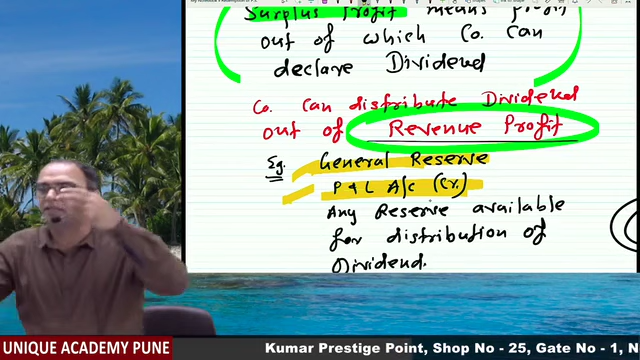 Surplus Profit means profit
out of which Co. Can
declare Dividend
Co. Can distribute Dividend
out of Revenue Profit
Eg. General Reserve
P & L A/c (Cr.)
Any Reserve available
for distribution of
Dividend.
UNIQUE ACADEMY PUNE
Kumar Prestige Point, Shop No - 25, Gate No - 1, N